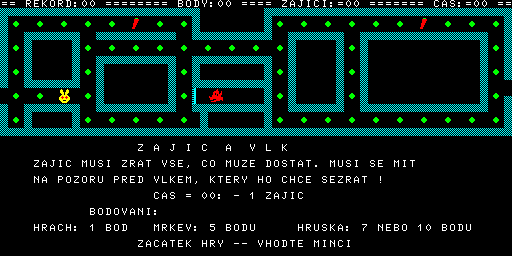 == REKORD:00 ======== BODY:00 ==== ZAJICI:=00 ======== CAS:=00 ==
Z A J I C   A   V L K
ZAJIC MUSI ZRAT VSE, CO MUZE DOSTAT. MUSI SE MIT
NA POZORU PRED VLKEM, KTERY HO CHCE SEZRAT !
CAS = 00: - 1 ZAJIC
BODOVANI:
HRACH: 1 BOD   MRKEV: 5 BODU     HRUSKA: 7 NEBO 10 BODU
ZACATEK HRY -- VHODTE MINCI